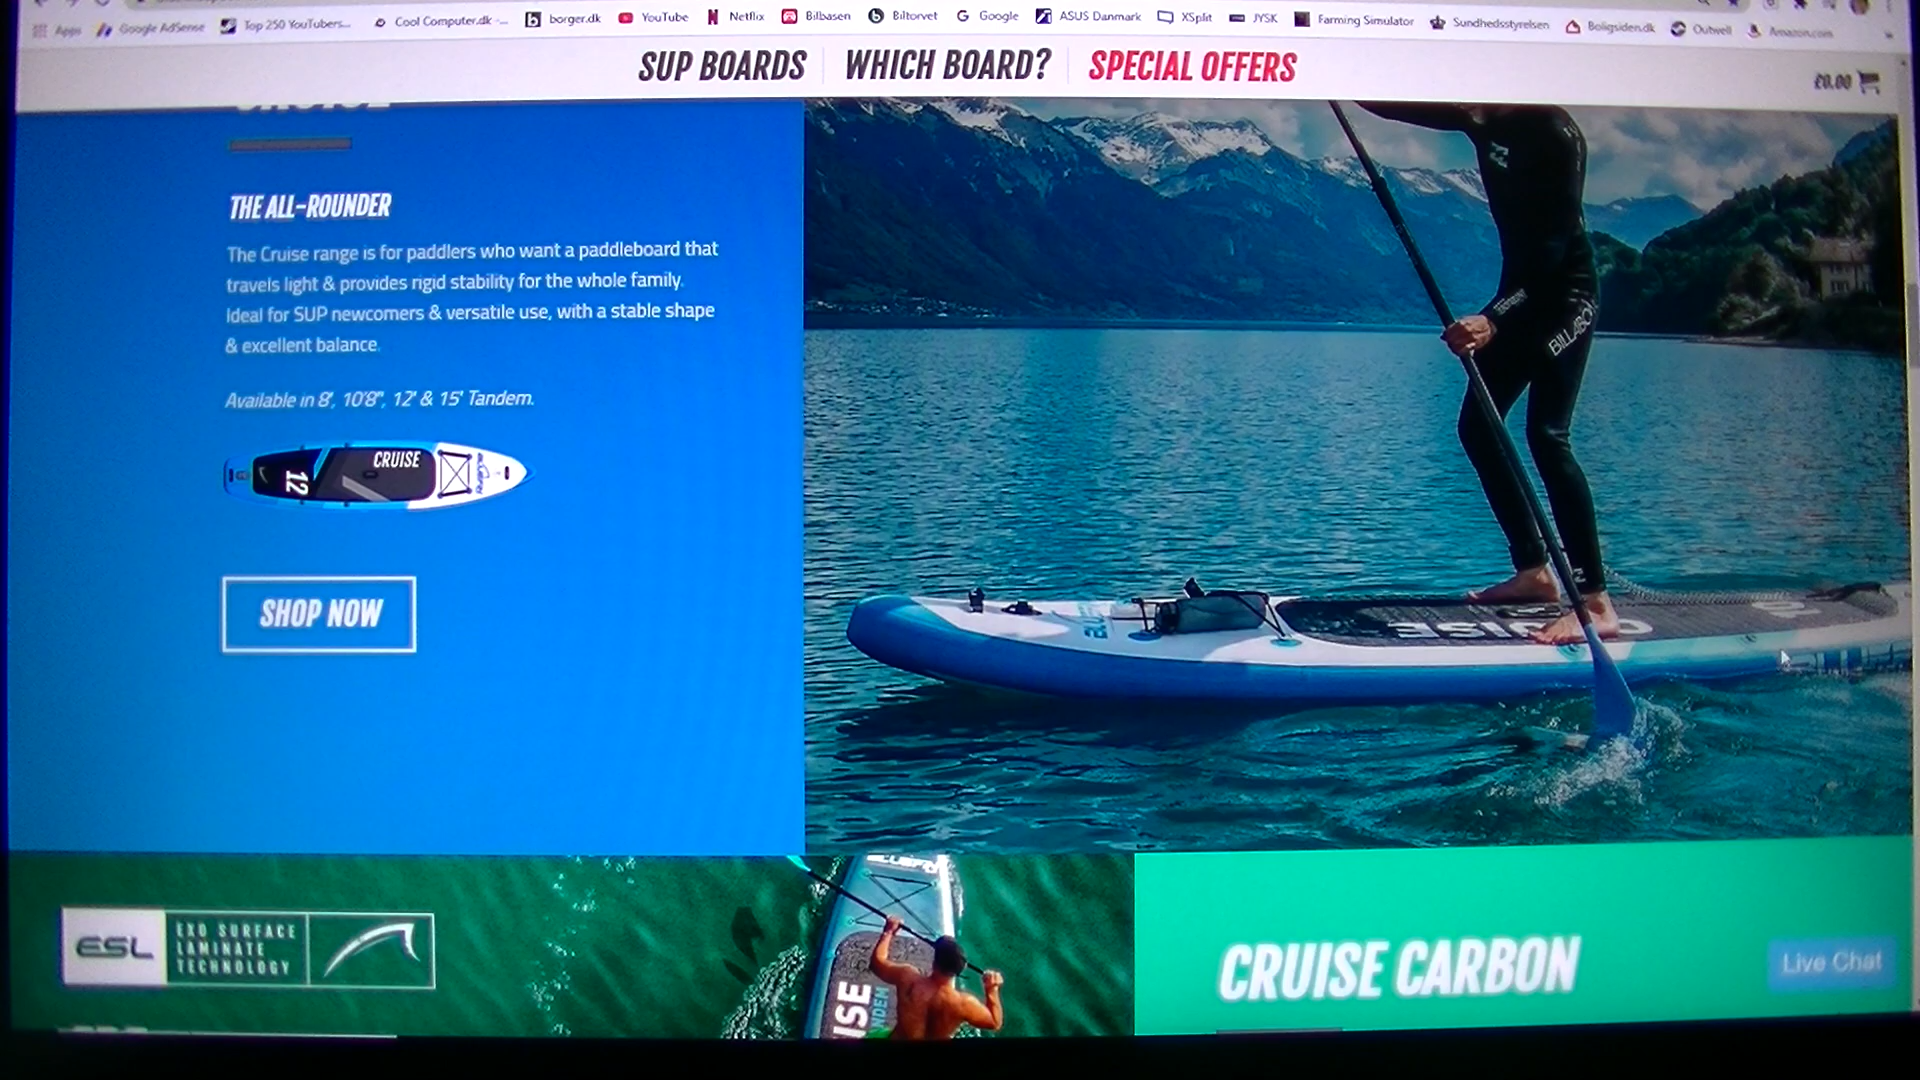 Apps Google AdSense Top 250 YouTubers... Cool Computer.dk -... borger.dk YouTube Netflix Bilbasen Biltorvet Google ASUS Danmark XSplit JYSK Farming Simulator Sundhedsstyrelsen Boligsiden.dk Outwell Amazon.com
SUP BOARDS WHICH BOARD? SPECIAL OFFERS
£0.00
CRUISE
THE ALL-ROUNDER
The Cruise range is for paddlers who want a paddleboard that
travels light & provides rigid stability for the whole family.
Ideal for SUP newcomers & versatile use, with a stable shape
& excellent balance.
Available in 8', 10'8", 12' & 15' Tandem.
CRUISE
12
SHOP NOW
BILLABONG
CRUISE
ESL
EXO SURFACE
LAMINATE
TECHNOLOGY
ISE
NDEM
CRUISE CARBON
Live Chat